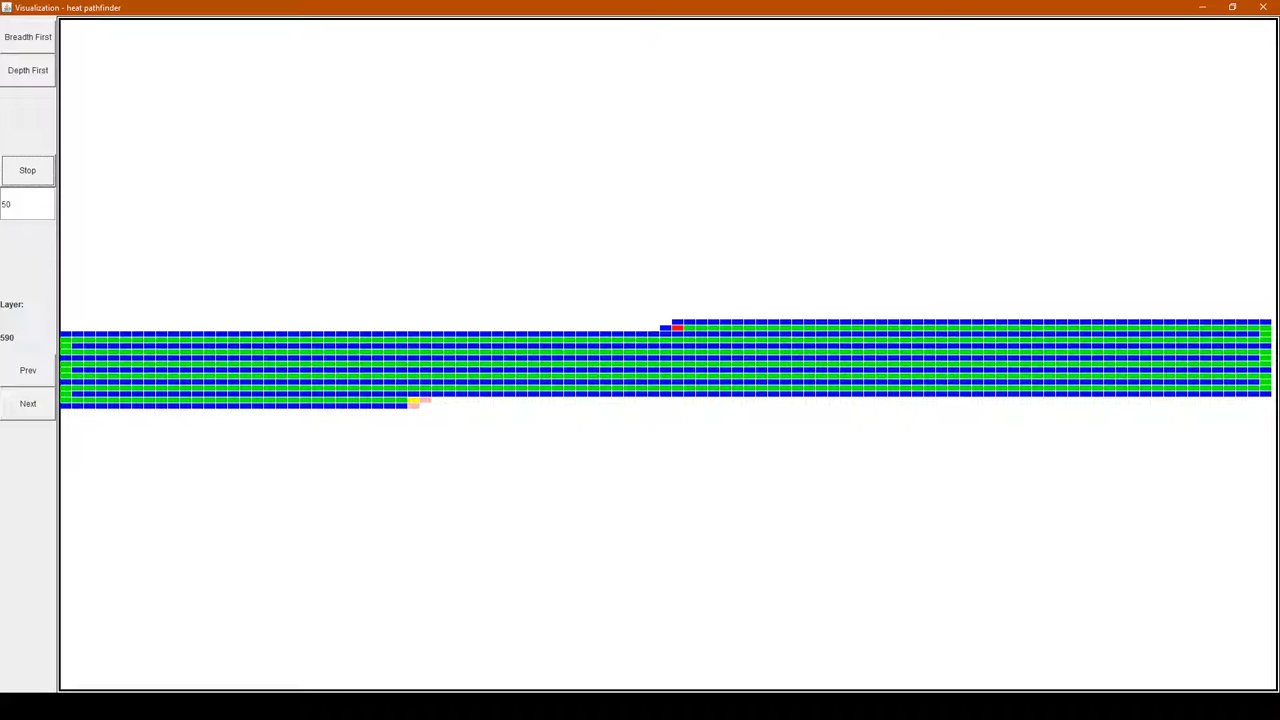 Visualization - heat pathfinder
Breadth First
Depth First
Stop
50
Layer:
590
Prev
Next